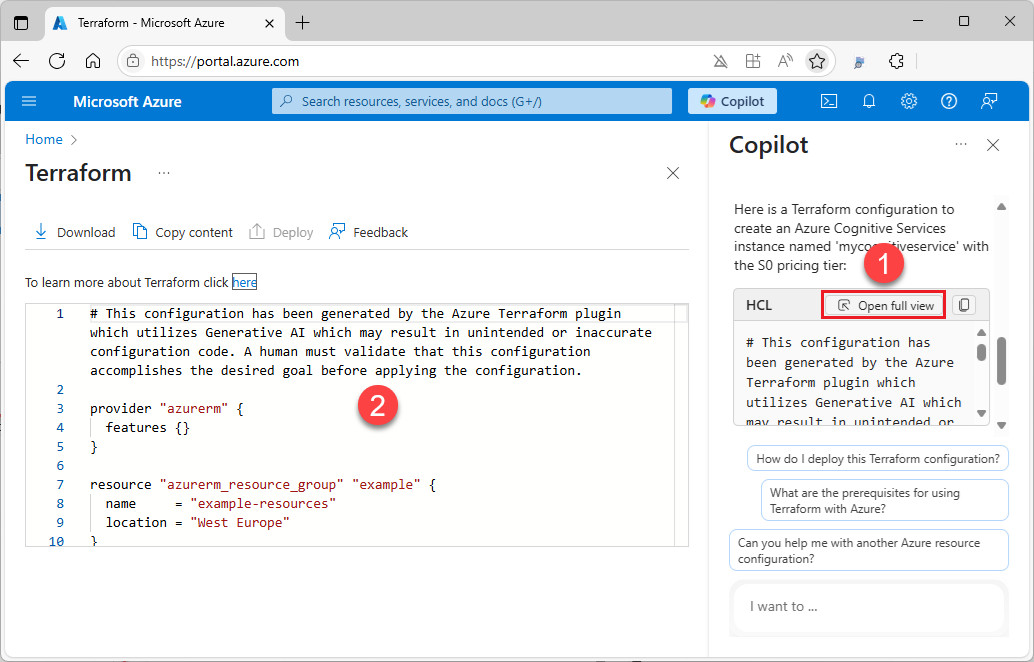 Terraform - Microsoft Azure
https://portal.azure.com
Microsoft Azure
Search resources, services, and docs (G+/)
Copilot
Home
Terraform
Download
Copy content
Deploy
Feedback
To learn more about Terraform click here
1 # This configuration has been generated by the Azure Terraform plugin
which utilizes Generative AI which may result in unintended or inaccurate
configuration code. A human must validate that this configuration
accomplishes the desired goal before applying the configuration.
2
3 provider "azurerm" {
4 features {}
5 }
6
7 resource "azurerm_resource_group" "example" {
8 name = "example-resources"
9 location = "West Europe"
10 }
2
Copilot
Here is a Terraform configuration to
create an Azure Cognitive Services
instance named 'mycognitiveservice' with
the S0 pricing tier:
1
HCL
Open full view
# This configuration has
been generated by the Azure
Terraform plugin which
utilizes Generative AI which
may result in unintended or
How do I deploy this Terraform configuration?
What are the prerequisites for using
Terraform with Azure?
Can you help me with another Azure resource
configuration?
I want to ...